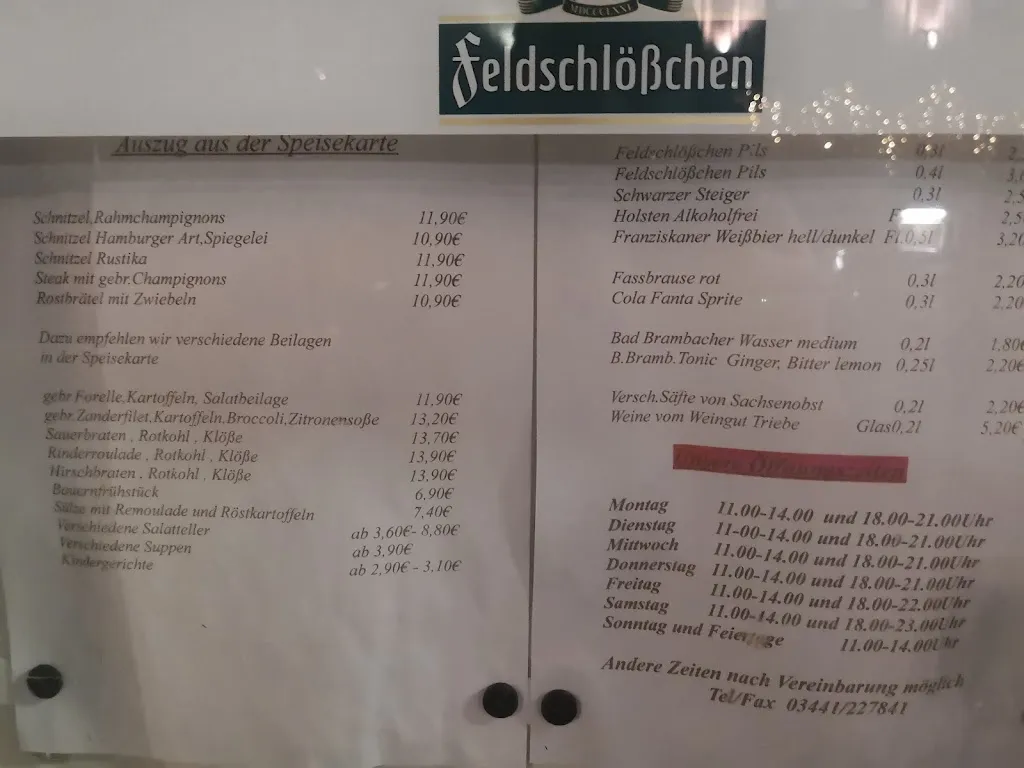 MDCCCLXXI
Feldschlößchen
Auszug aus der Speisekarte
Schnitzel,Rahmchampignons 11,90€
Schnitzel Hamburger Art,Spiegelei 10,90€
Schnitzel Rustika 11,90€
Steak mit gebr.Champignons 11,90€
Rostbrätel mit Zwiebeln 10,90€
Dazu empfehlen wir verschiedene Beilagen
in der Speisekarte
gebr Forelle,Kartoffeln, Salatbeilage 11,90€
gebr.Zanderfilet,Kartoffeln,Broccoli,Zitronensoße 13,20€
Sauerbraten , Rotkohl , Klöße 13,70€
Rinderroulade , Rotkohl , Klöße 13,90€
Hirschbraten , Rotkohl , Klöße 13,90€
Bauernfrühstück 6,90€
Sülze mit Remoulade und Röstkartoffeln 7,40€
Verschiedene Salatteller ab 3,60€- 8,80€
Verschiedene Suppen ab 3,90€
Kindergerichte ab 2,90€ - 3,10€
Feldschlößchen Pils 0,3l
Feldschlößchen Pils 0,4l
Schwarzer Steiger 0,3l 2,5
Holsten Alkoholfrei 2,5
Franziskaner Weißbier hell/dunkel Fl.0,5l 3,20
Fassbrause rot 0,3l 2,20
Cola Fanta Sprite 0,3l 2,20
Bad Brambacher Wasser medium 0,2l 1,80€
B.Bramb.Tonic Ginger, Bitter lemon 0,25l 2,20€
Versch.Säfte von Sachsenobst 0,2l 2,20€
Weine vom Weingut Triebe Glas0,2l 5,20€
Unsere Öffnungszeiten
Montag 11.00-14.00 und 18.00-21.00Uhr
Dienstag 11-00-14.00 und 18.00-21.00Uhr
Mittwoch 11.00-14.00 und 18.00-21.00Uhr
Donnerstag 11.00-14.00 und 18.00-21.00Uhr
Freitag 11.00-14.00 und 18.00-22.00Uhr
Samstag 11.00-14.00 und 18.00-23.00Uhr
Sonntag und Feiertage 11.00-14.00Uhr
Andere Zeiten nach Vereinbarung möglich
Tel/Fax 03441/227841